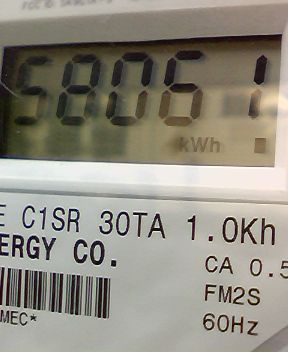 58061
kWh
E C1SR 30TA 1.0Kh
ERGY CO.
CA 0.5
FM2S
MEC*
60Hz